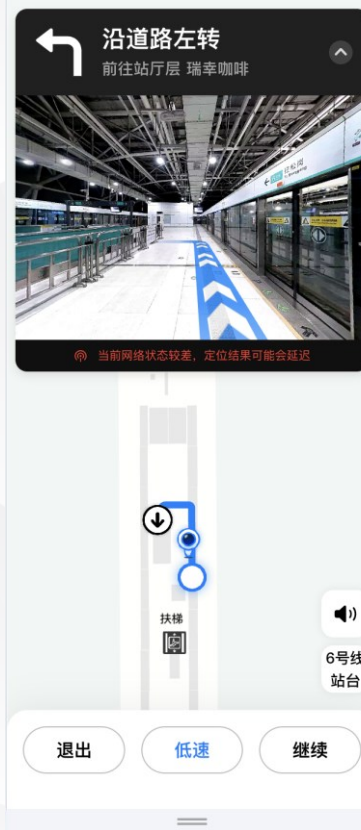 沿道路左转
前往站厅层 瑞幸咖啡
当前网络状态较差，定位结果可能会延迟
扶梯
6号线
站台
退出
低速
继续